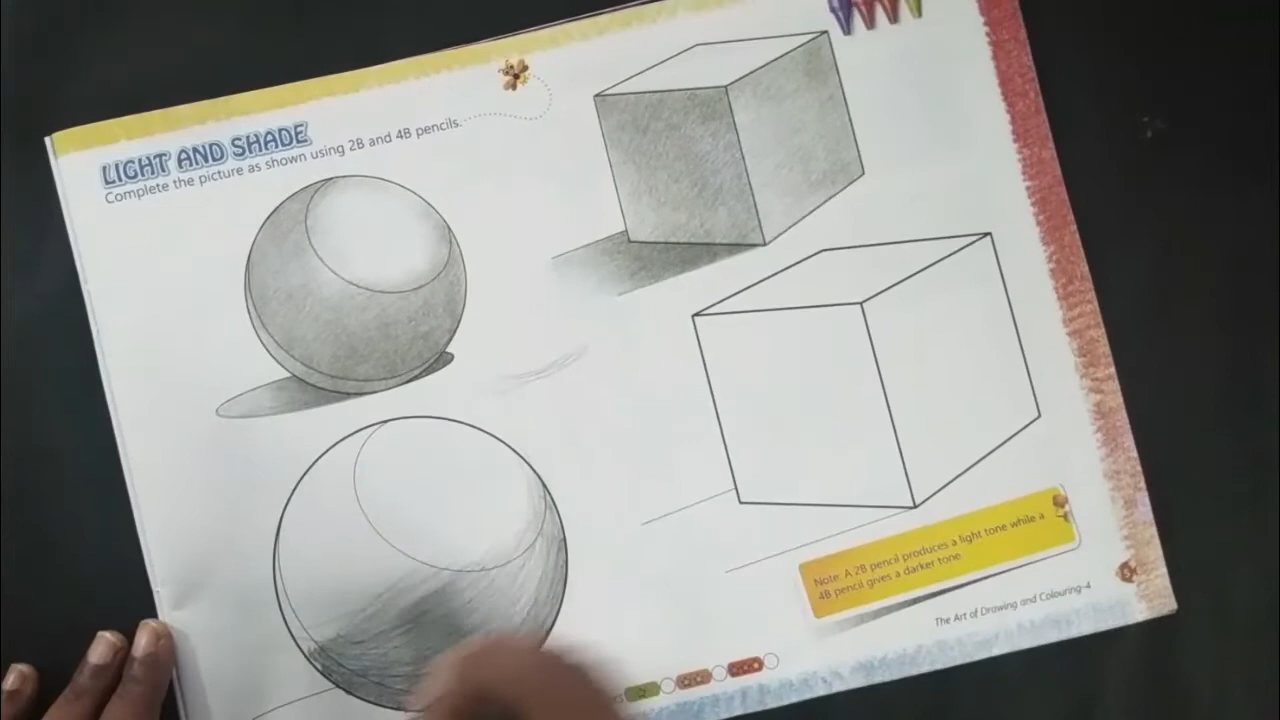 LIGHT AND SHADE
Complete the picture as shown using 2B and 4B pencils.
Note: A 2B pencil produces a light tone while a
4B pencil gives a darker tone
The Art of Drawing and Colouring-4